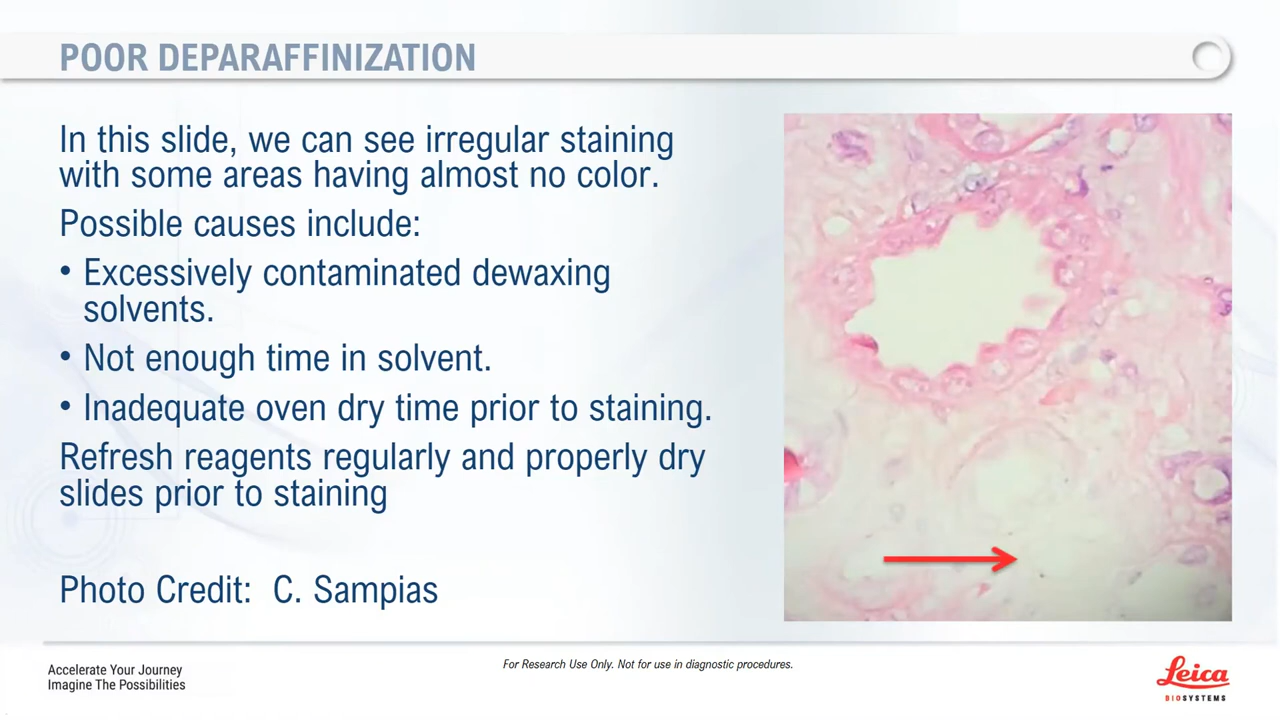 POOR DEPARAFFINIZATION
In this slide, we can see irregular staining
with some areas having almost no color.
Possible causes include:
• Excessively contaminated dewaxing
solvents.
• Not enough time in solvent.
• Inadequate oven dry time prior to staining.
Refresh reagents regularly and properly dry
slides prior to staining
Photo Credit:  C. Sampias
Accelerate Your Journey
Imagine The Possibilities
For Research Use Only. Not for use in diagnostic procedures.
Leica
BIOSYSTEMS